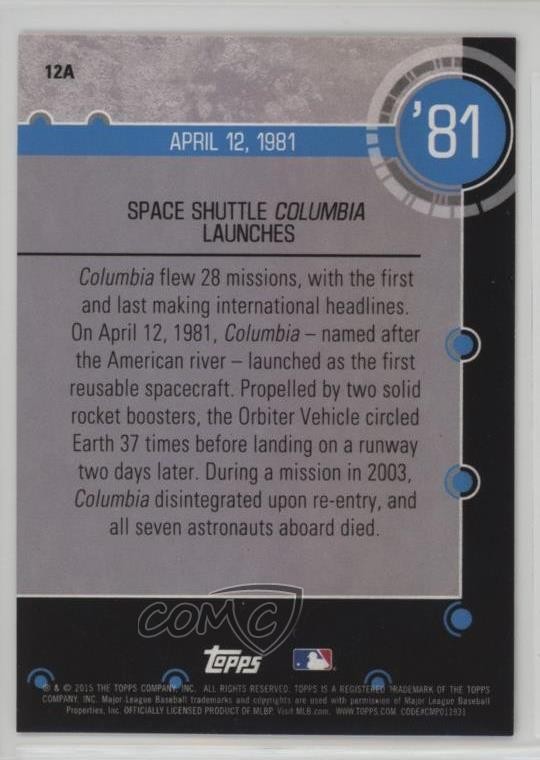 12A
'81
APRIL 12, 1981
SPACE SHUTTLE COLUMBIA
LAUNCHES
Columbia flew 28 missions, with the first
and last making international headlines.
On April 12, 1981, Columbia – named after
the American river – launched as the first
reusable spacecraft. Propelled by two solid
rocket boosters, the Orbiter Vehicle circled
Earth 37 times before landing on a runway
two days later. During a mission in 2003,
Columbia disintegrated upon re-entry, and
all seven astronauts aboard died.
COMC
TOPPS
® & © 2015 THE TOPPS COMPANY, INC. ALL RIGHTS RESERVED. TOPPS IS A REGISTERED TRADEMARK OF THE TOPPS
COMPANY, INC. Major League Baseball trademarks and copyrights are used with permission of Major League Baseball
Properties, Inc. OFFICIALLY LICENSED PRODUCT OF MLBP. Visit MLB.com. WWW.TOPPS.COM. CODE#CMP011931